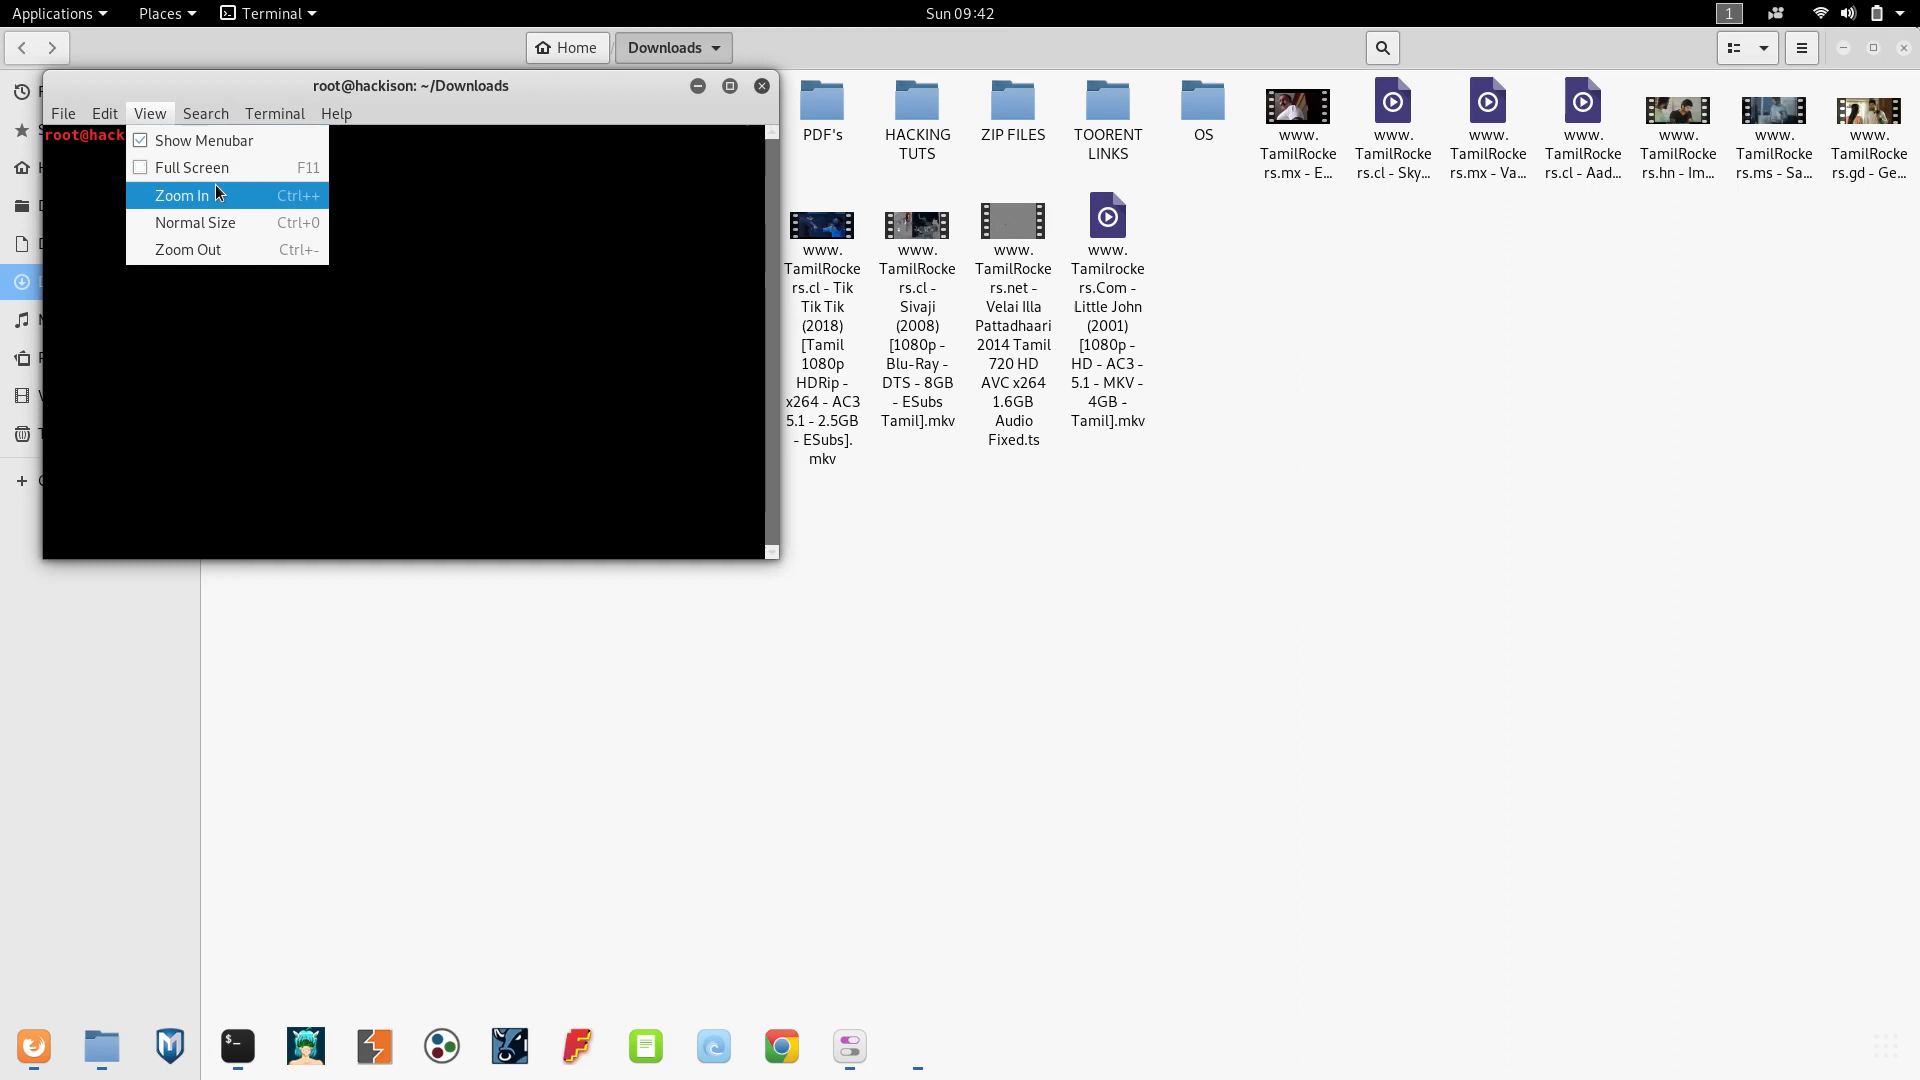 Applications
Places
Terminal
Sun 09:42
1
Home
Downloads
root@hackison: ~/Downloads
File Edit View Search Terminal Help
root@hack
Show Menubar
Full Screen F11
Zoom In Ctrl++
Normal Size Ctrl+0
Zoom Out Ctrl+-
PDF's
HACKING
TUTS
ZIP FILES
TOORENT
LINKS
OS
www.
TamilRocke
rs.mx - E...
www.
TamilRocke
rs.cl - Sky...
www.
TamilRocke
rs.mx - Va...
www.
TamilRocke
rs.cl - Aad...
www.
TamilRocke
rs.hn - Im...
www.
TamilRocke
rs.ms - Sa...
www.
TamilRocke
rs.gd - Ge...
www.
TamilRocke
rs.cl - Tik
Tik Tik
(2018)
[Tamil
1080p
HDRip -
x264 - AC3
5.1 - 2.5GB
- ESubs].
mkv
www.
TamilRocke
rs.cl -
Sivaji
(2008)
[1080p -
Blu-Ray -
DTS - 8GB
- ESubs
Tamil].mkv
www.
TamilRocke
rs.net -
Velai Illa
Pattadhaari
2014 Tamil
720 HD
AVC x264
1.6GB
Audio
Fixed.ts
www.
Tamilrocke
rs.Com -
Little John
(2001)
[1080p -
HD - AC3 -
5.1 - MKV -
4GB -
Tamil].mkv